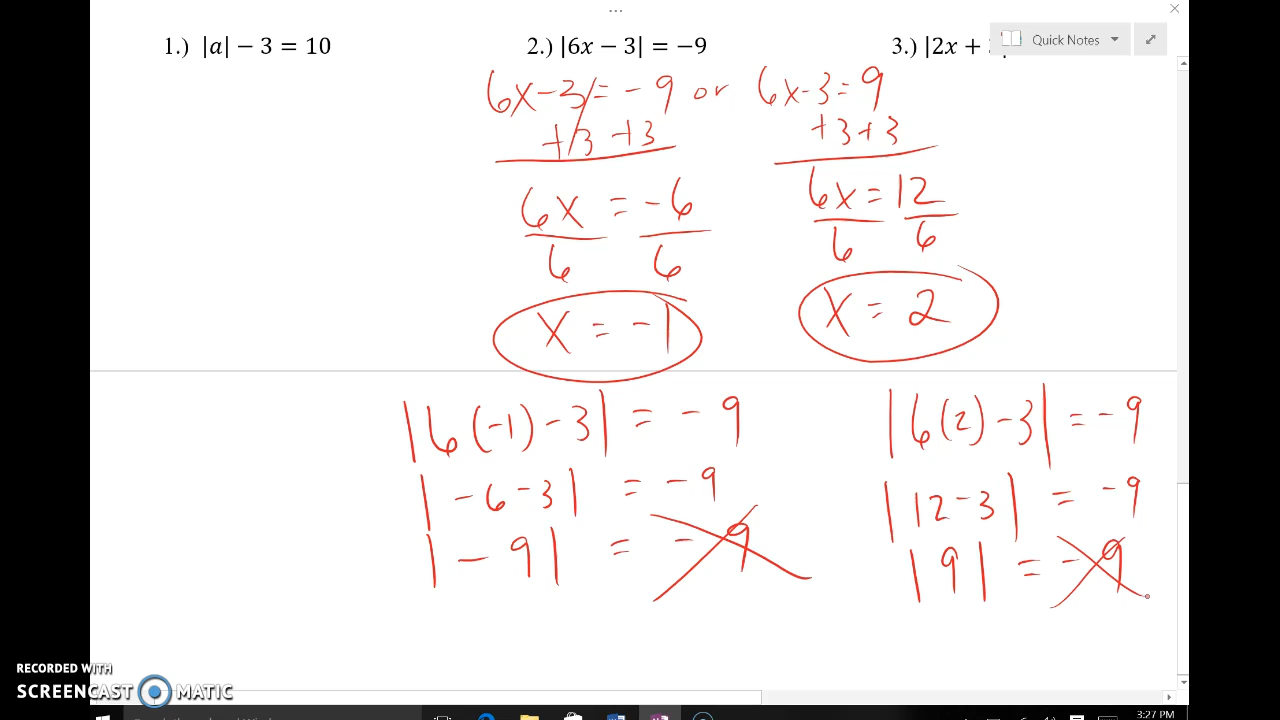 1.) |a| − 3 = 10
2.) |6x − 3| = −9
3.) |2x +
Quick Notes
6x-3 = -9 or 6x-3 = 9
+3 +3
+3 +3
6x = -6
6 6
6x = 12
6 6
x = -1
x = 2
|6(-1) - 3| = -9
|-6-3| = -9
|-9| = -9
|6(2) - 3| = -9
|12-3| = -9
|9| = -9
RECORDED WITH
SCREENCAST MATIC
3:27 PM